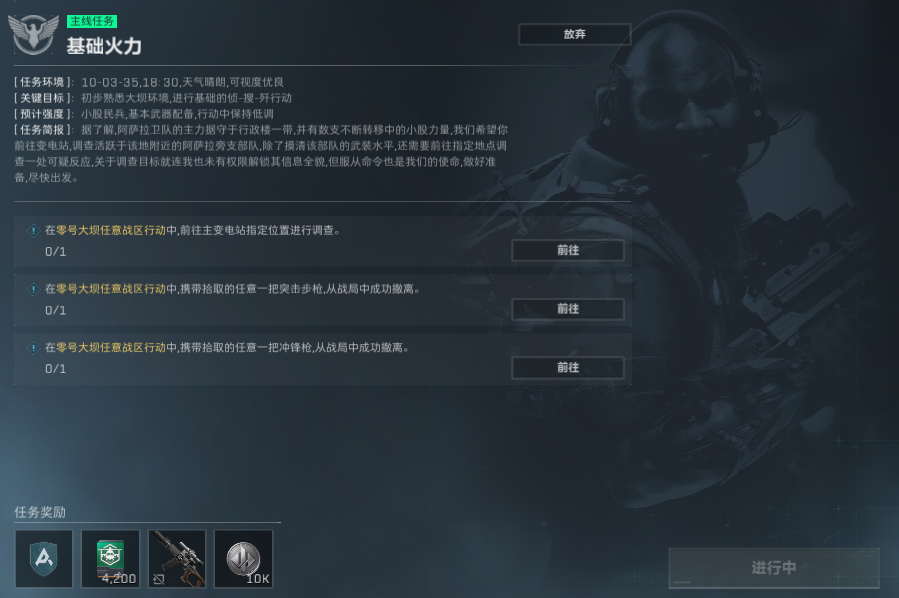 主线任务
基础火力
放弃
[ 任务环境 ]: 10-03-35,18:30,天气晴朗,可视度优良
[ 关键目标 ]: 初步熟悉大坝环境,进行基础的侦-搜-歼行动
[ 预计强度 ]: 小股民兵,基本武器配备,行动中保持低调
[ 任务简报 ]: 据了解,阿萨拉卫队的主力据守于行政楼一带,并有数支不断转移中的小股力量,我们希望你
前往变电站,调查活跃于该地附近的阿萨拉旁支部队,除了摸清该部队的武装水平,还需要前往指定地点调
查一处可疑反应,关于调查目标就连我也未有权限解锁其信息全貌,但服从命令也是我们的使命,做好准
备,尽快出发。
在零号大坝任意战区行动中,前往主变电站指定位置进行调查。
0/1
前往
在零号大坝任意战区行动中,携带拾取的任意一把突击步枪,从战局中成功撤离。
0/1
前往
在零号大坝任意战区行动中,携带拾取的任意一把冲锋枪,从战局中成功撤离。
0/1
前往
任务奖励
4,200
10K
进行中